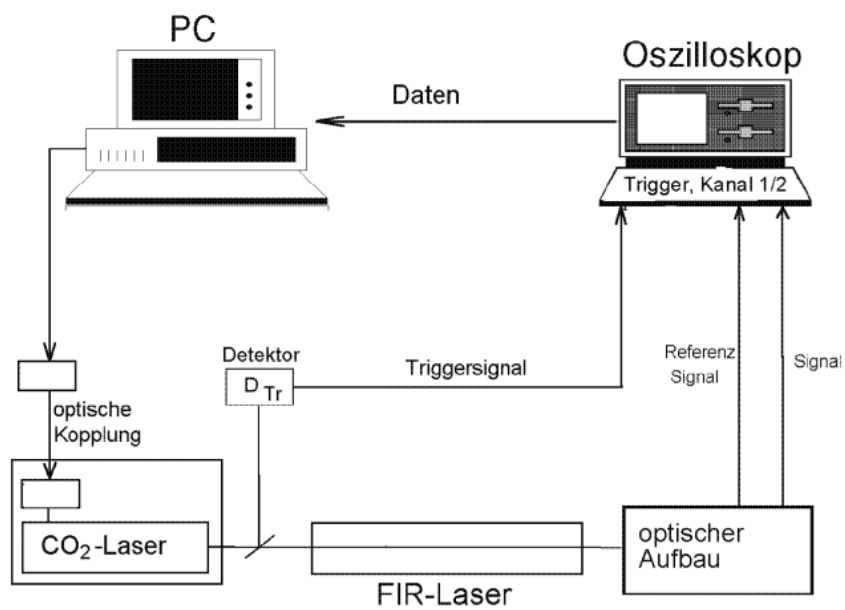 PC
Oszilloskop
Daten
Trigger, Kanal 1/2
Detektor
D Tr
Triggersignal
Referenz
Signal
Signal
optische
Kopplung
CO2-Laser
optischer
Aufbau
FIR-Laser